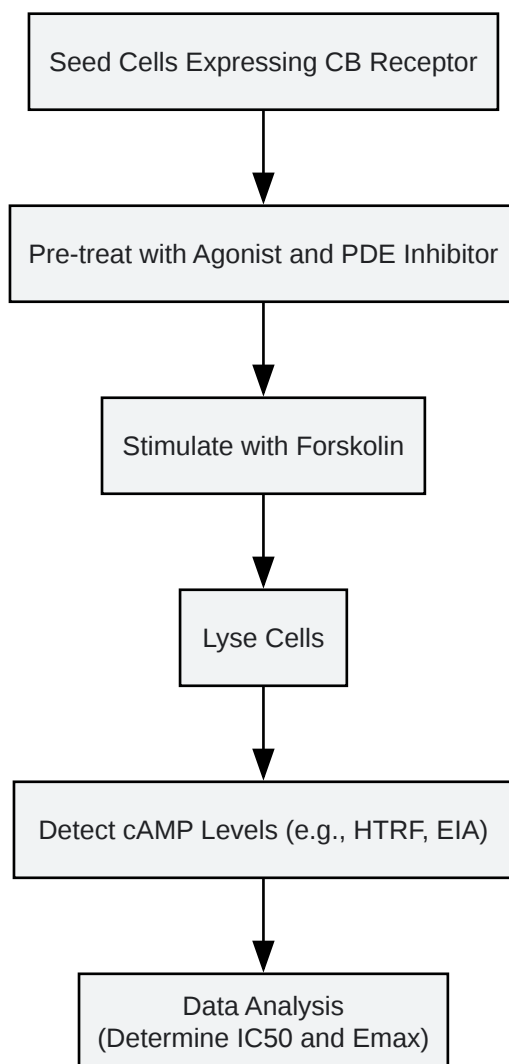 Seed Cells Expressing CB Receptor
Pre-treat with Agonist and PDE Inhibitor
Stimulate with Forskolin
Lyse Cells
Detect cAMP Levels (e.g., HTRF, EIA)
Data Analysis
(Determine IC50 and Emax)